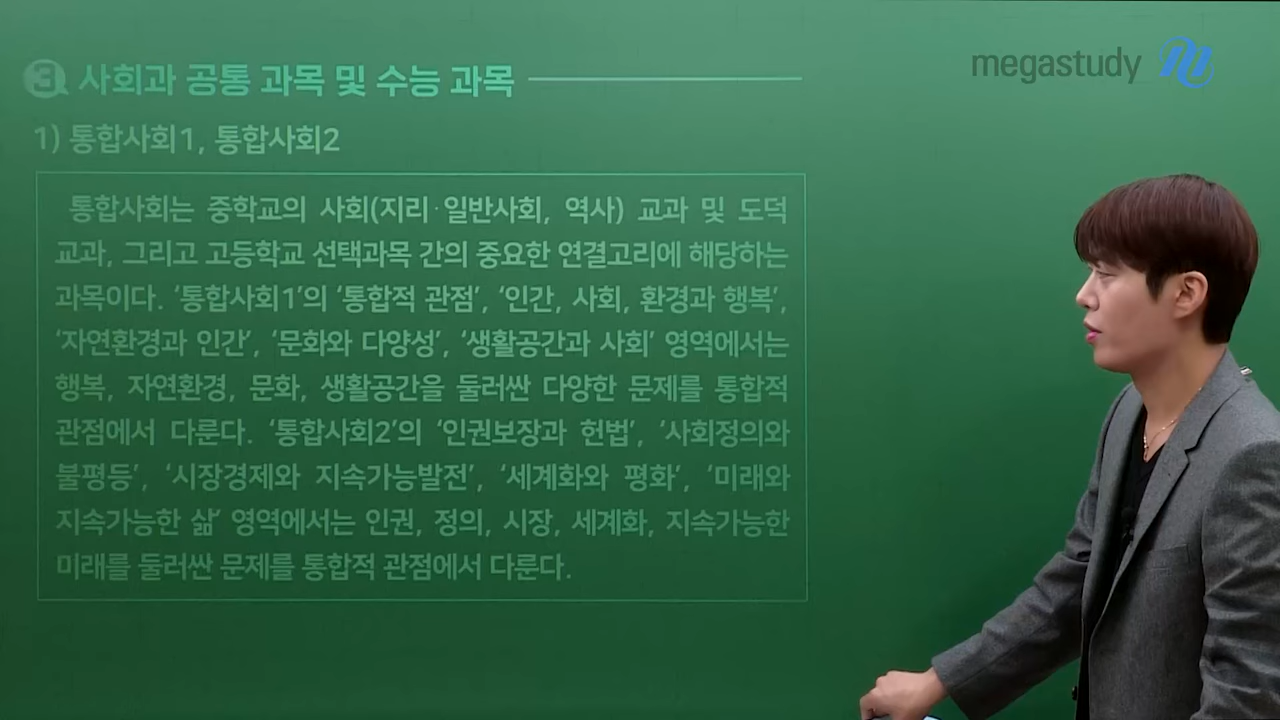 3 사회과 공통 과목 및 수능 과목
megastudy
1) 통합사회1, 통합사회2
통합사회는 중학교의 사회(지리·일반사회, 역사) 교과 및 도덕
교과, 그리고 고등학교 선택과목 간의 중요한 연결고리에 해당하는
과목이다. ‘통합사회1’의 ‘통합적 관점’, ‘인간, 사회, 환경과 행복’,
‘자연환경과 인간’, ‘문화와 다양성’, ‘생활공간과 사회’ 영역에서는
행복, 자연환경, 문화, 생활공간을 둘러싼 다양한 문제를 통합적
관점에서 다룬다. ‘통합사회2’의 ‘인권보장과 헌법’, ‘사회정의와
불평등’, ‘시장경제와 지속가능발전’, ‘세계화와 평화’, ‘미래와
지속가능한 삶’ 영역에서는 인권, 정의, 시장, 세계화, 지속가능한
미래를 둘러싼 문제를 통합적 관점에서 다룬다.